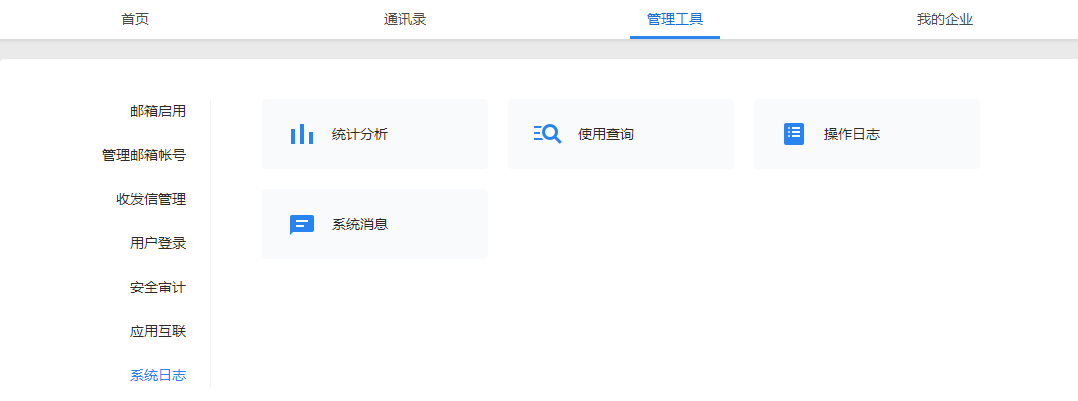 首页
通讯录
管理工具
我的企业
邮箱启用
管理邮箱帐号
收发信管理
用户登录
安全审计
应用互联
系统日志
统计分析
使用查询
操作日志
系统消息